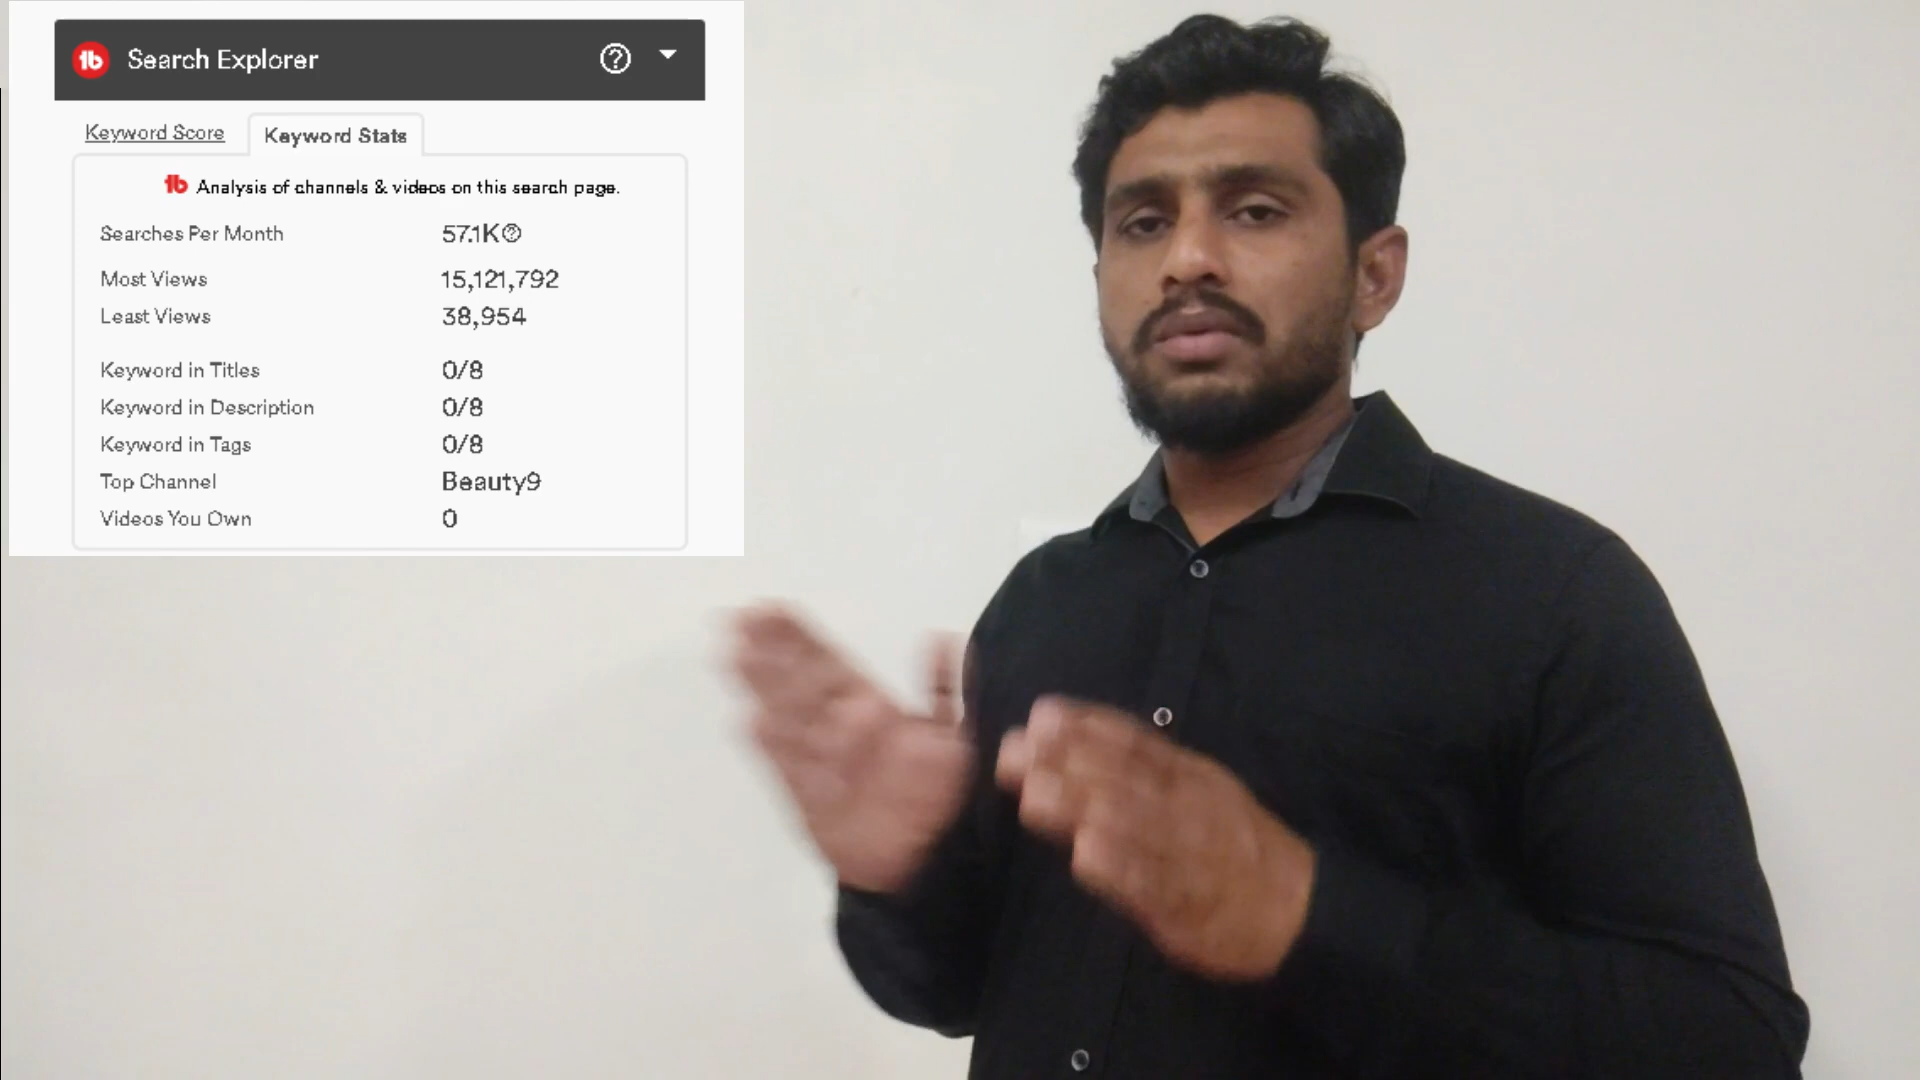 tb Search Explorer ?
Keyword Score Keyword Stats
tb Analysis of channels & videos on this search page.
Searches Per Month 57.1K ?
Most Views 15,121,792
Least Views 38,954
Keyword in Titles 0/8
Keyword in Description 0/8
Keyword in Tags 0/8
Top Channel Beauty9
Videos You Own 0